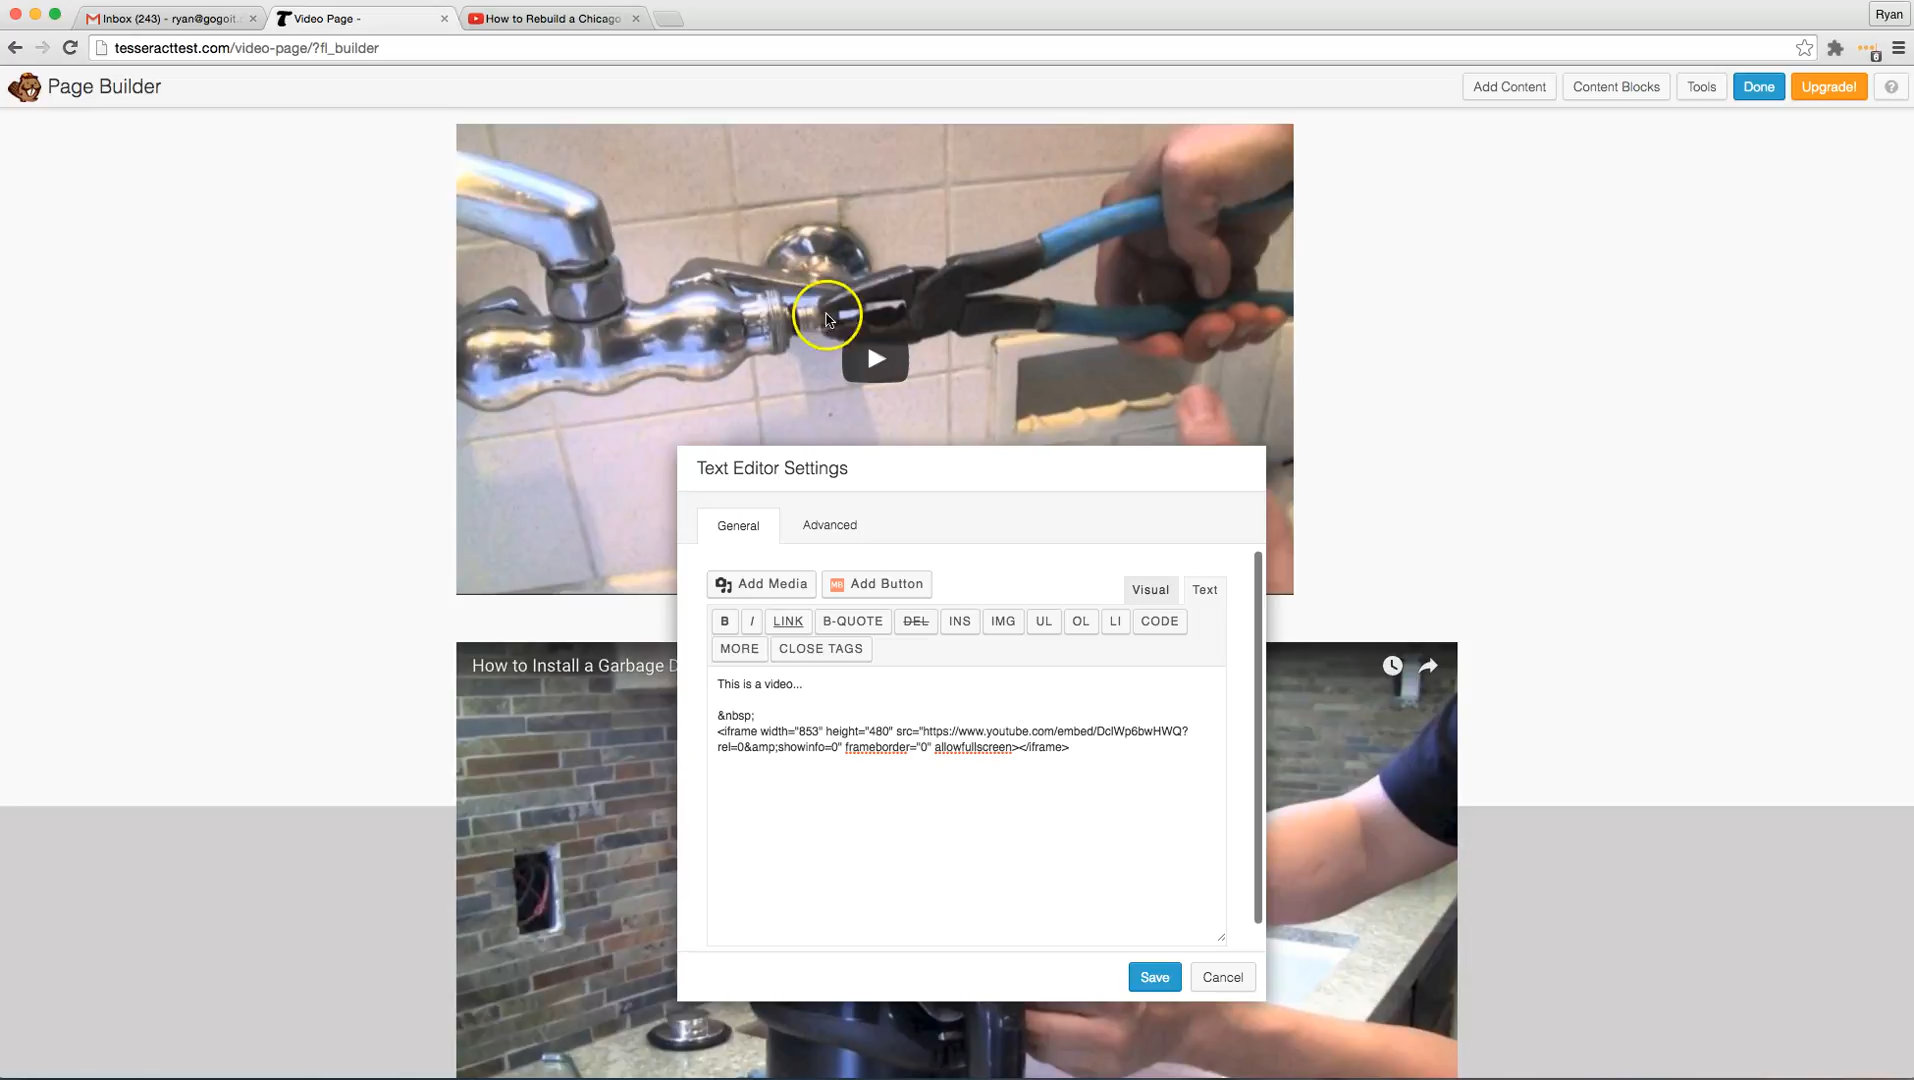 Inbox (243) - ryan@gogoit.
Video Page -
How to Rebuild a Chicago
Ryan
tesseracttest.com/video-page/?fl_builder
6
Page Builder
Add Content
Content Blocks
Tools
Done
Upgrade!
?
Text Editor Settings
General
Advanced
Add Media
MB
Add Button
Visual
Text
B
I
LINK
B-QUOTE
DEL
INS
IMG
UL
OL
LI
CODE
MORE
CLOSE TAGS
How to Install a Garbage D
This is a video...
&nbsp;
<iframe width="853" height="480" src="https://www.youtube.com/embed/DcIWp6bwHWQ?
rel=0&amp;showinfo=0" frameborder="0" allowfullscreen></iframe>
Save
Cancel